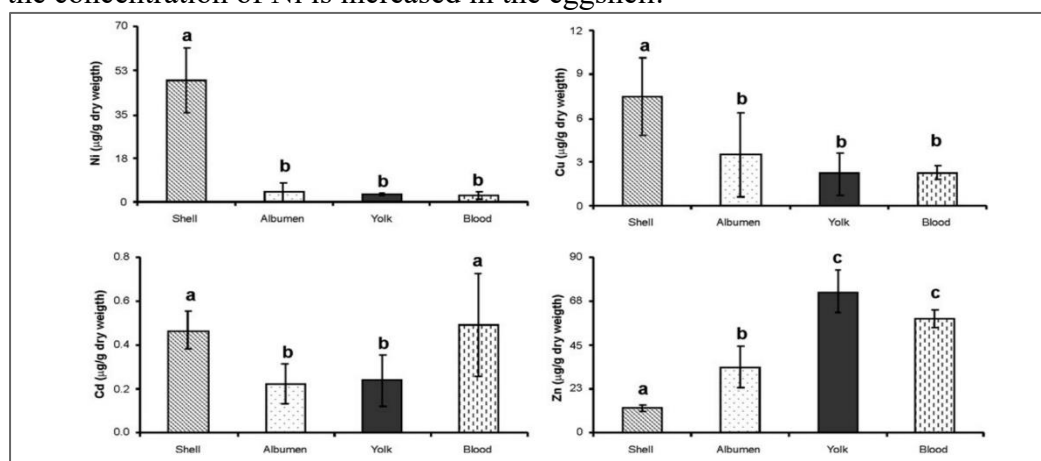 the concentration of Ni is increased in the eggshell.
70
53
35
18
0
Ni (µg/g dry weigth)
a
b
b
b
Shell Albumen Yolk Blood
12
9
6
3
0
Cu (µg/g dry weigth)
a
b
b
b
Shell Albumen Yolk Blood
0.8
0.6
0.4
0.2
0.0
Cd (µg/g dry weigth)
a
b
b
a
Shell Albumen Yolk Blood
90
68
45
23
0
Zn (µg/g dry weigth)
a
b
c
c
Shell Albumen Yolk Blood